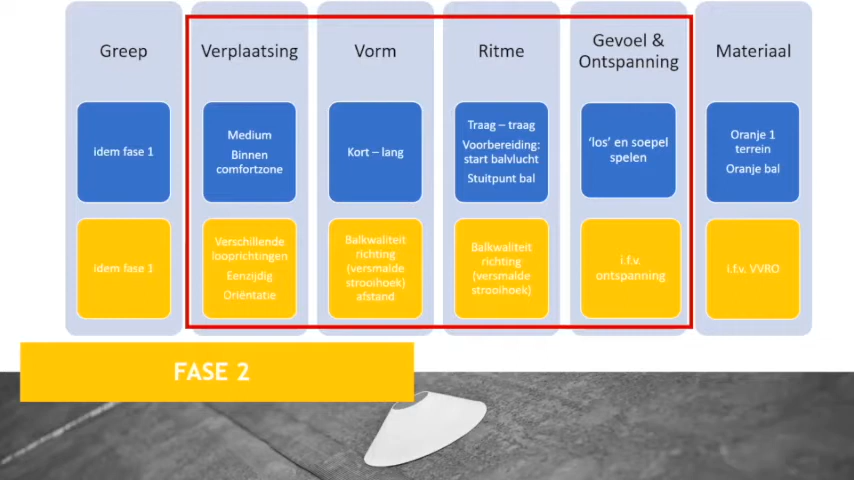 Greep
idem fase 1
idem fase 1
Verplaatsing
Medium
Binnen
comfortzone
Verschillende
looprichtingen
Eenzijdig
Oriëntatie
Vorm
Kort – lang
Balkwaliteit
richting
(versmalde
strooihoek)
afstand
Ritme
Traag – traag
Voorbereiding:
start balvlucht
Stuitpunt bal
Balkwaliteit
richting
(versmalde
strooihoek)
Gevoel &
Ontspanning
‘los’ en soepel
spelen
i.f.v.
ontspanning
Materiaal
Oranje 1
terrein
Oranje bal
i.f.v. VVRO
FASE 2